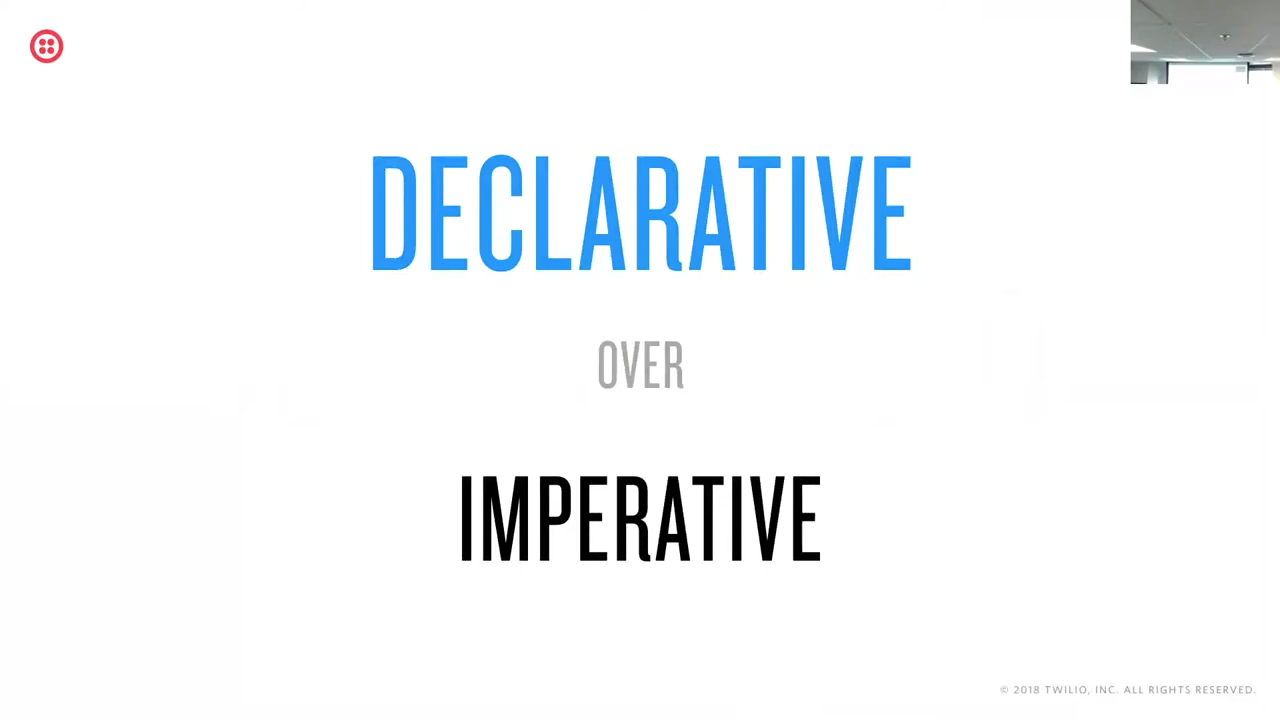 DECLARATIVE
OVER
IMPERATIVE
© 2018 TWILIO, INC. ALL RIGHTS RESERVED.